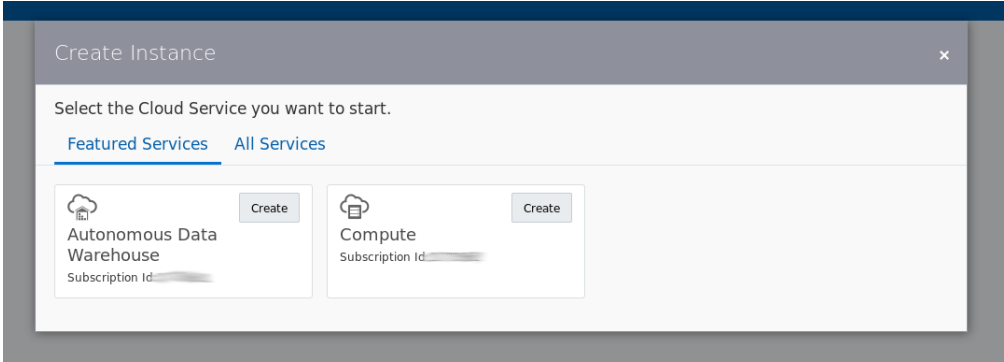 Create Instance
×
Select the Cloud Service you want to start.
Featured Services All Services
Create
Autonomous Data
Warehouse
Subscription Id
Create
Compute
Subscription Id